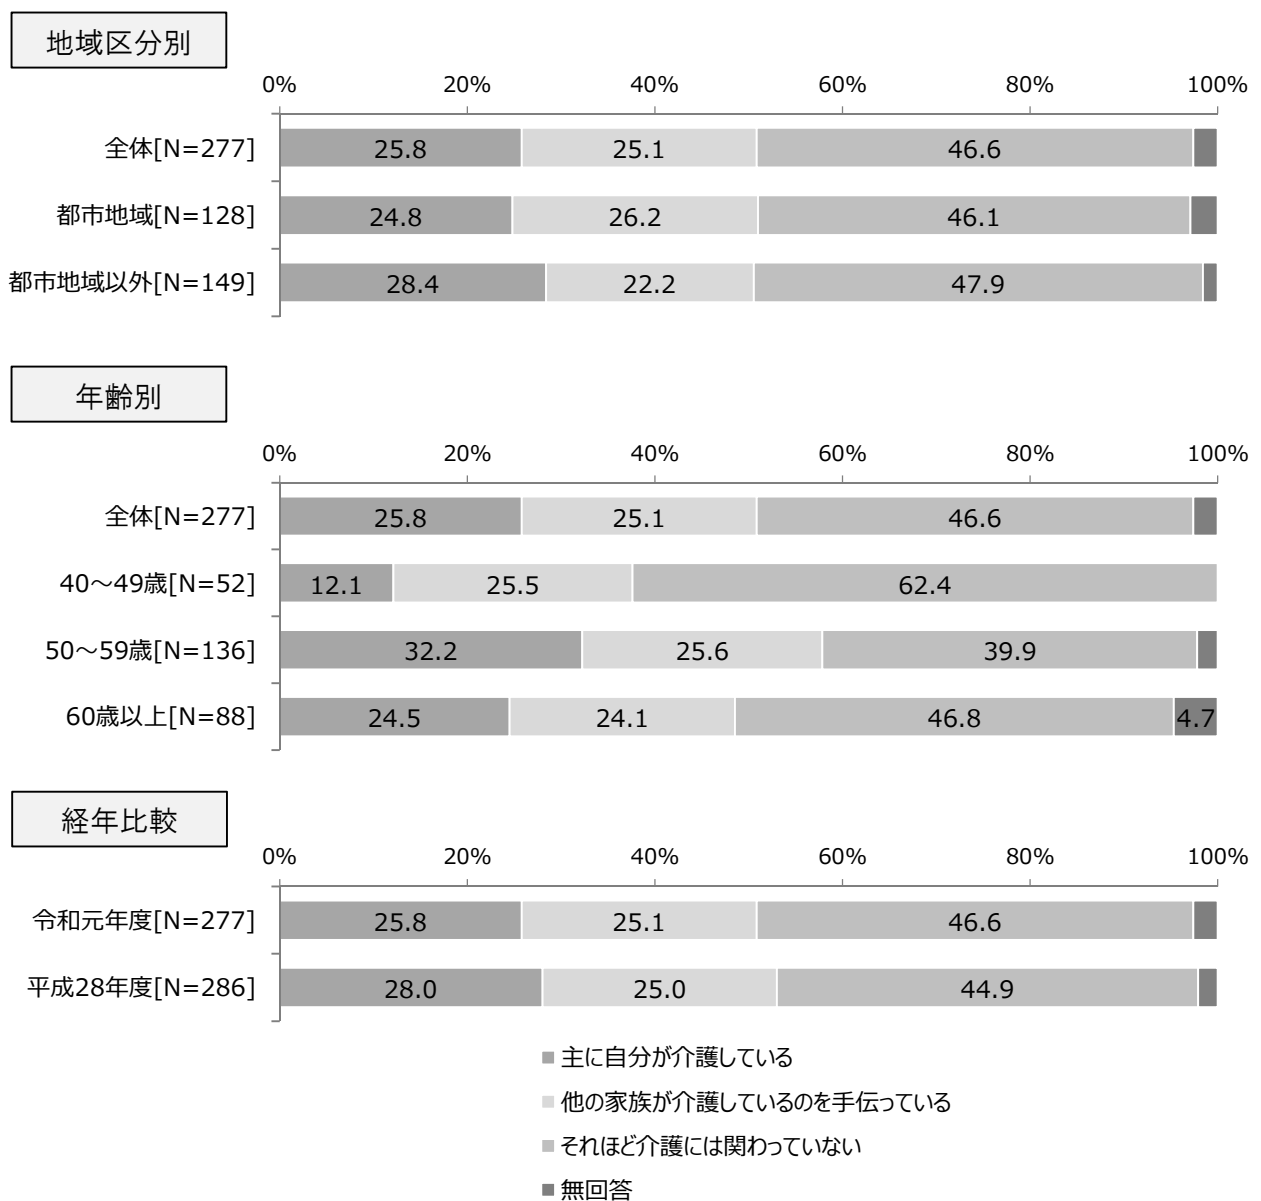 地域区分別
0% 20% 40% 60% 80% 100%
全体[N=277] 25.8 25.1 46.6
都市地域[N=128] 24.8 26.2 46.1
都市地域以外[N=149] 28.4 22.2 47.9
年齢別
0% 20% 40% 60% 80% 100%
全体[N=277] 25.8 25.1 46.6
40～49歳[N=52] 12.1 25.5 62.4
50～59歳[N=136] 32.2 25.6 39.9
60歳以上[N=88] 24.5 24.1 46.8 4.7
経年比較
0% 20% 40% 60% 80% 100%
令和元年度[N=277] 25.8 25.1 46.6
平成28年度[N=286] 28.0 25.0 44.9
主に自分が介護している
他の家族が介護しているのを手伝っている
それほど介護には関わっていない
無回答